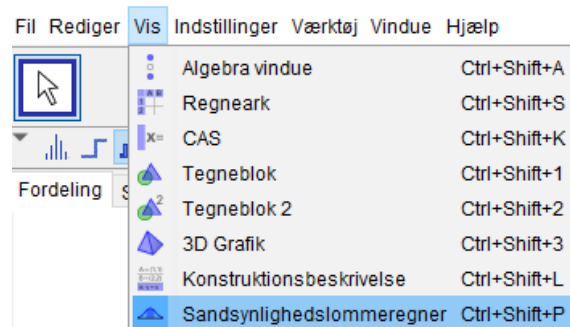 Fil Rediger Vis Indstillinger Værktøj Vindue Hjælp
Algebra vindue Ctrl+Shift+A
Regneark Ctrl+Shift+S
CAS Ctrl+Shift+K
Tegneblok Ctrl+Shift+1
Tegneblok 2 Ctrl+Shift+2
3D Grafik Ctrl+Shift+3
Konstruktionsbeskrivelse Ctrl+Shift+L
Sandsynlighedslommeregner Ctrl+Shift+P
Fordeling